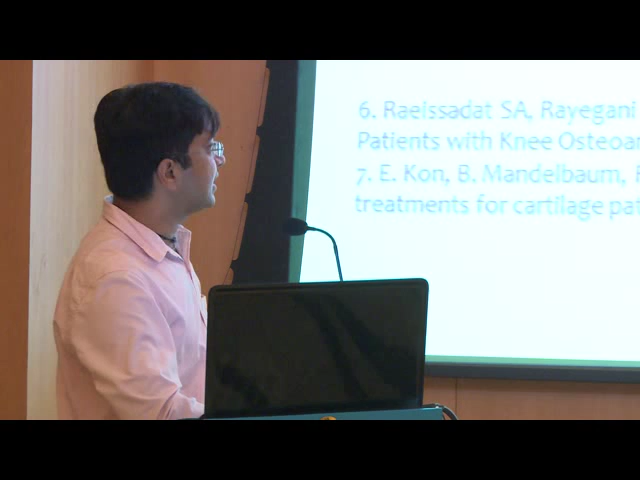 6. Raeissadat SA, Rayegani
Patients with Knee Osteoar
7. E. Kon, B. Mandelbaum,
treatments for cartilage pat